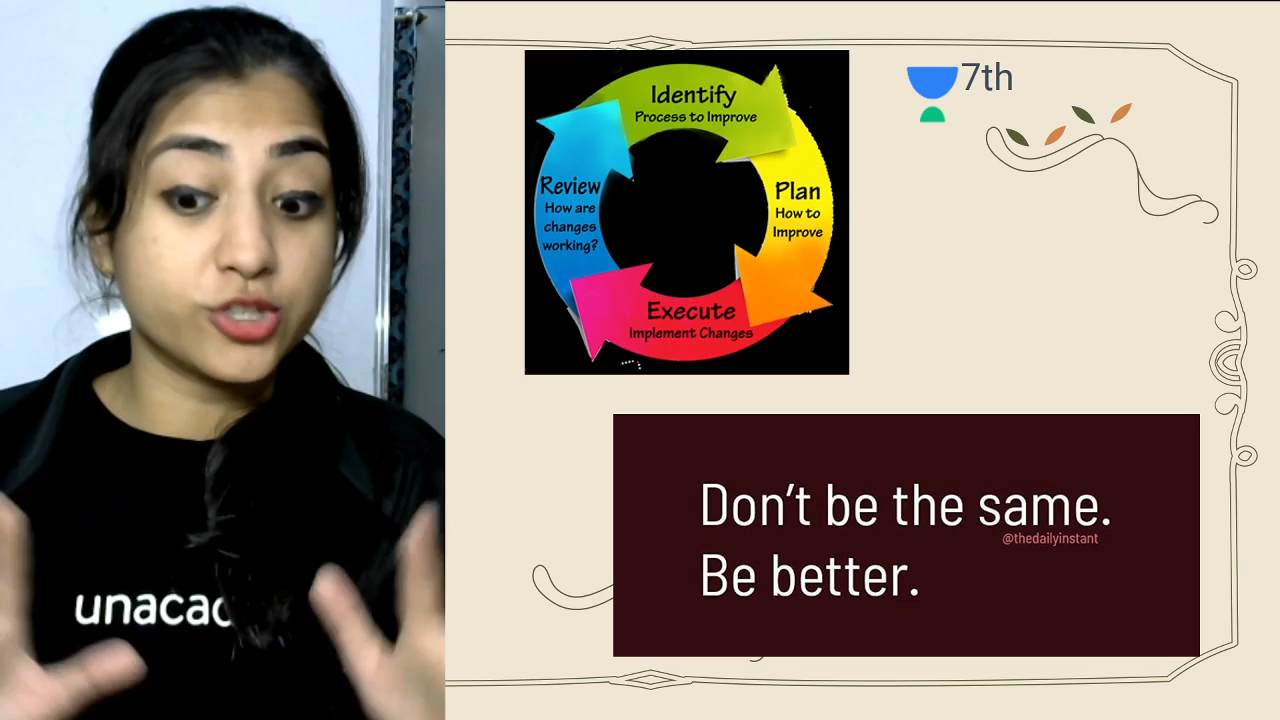 Identify
Process to Improve
Plan
How to
Improve
Execute
Implement Changes
Review
How are
changes
working?
7th
Don't be the same.
@thedailyinstant
Be better.
unacad